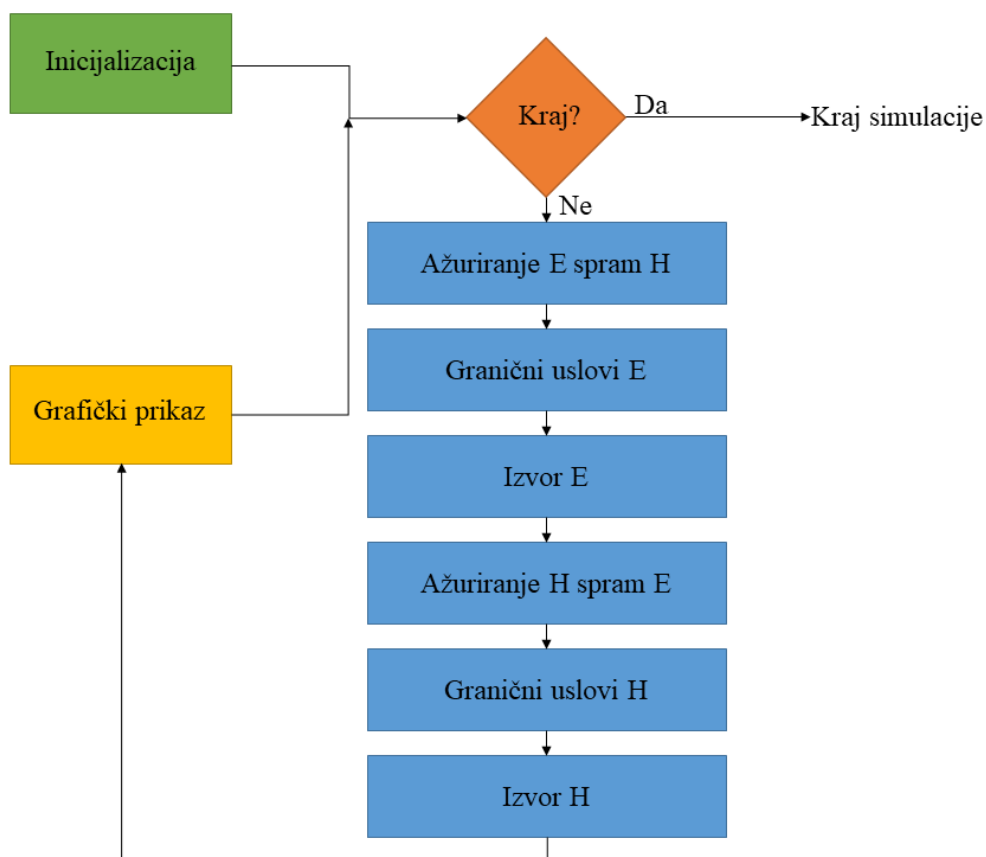 Inicijalizacija
Kraj?
Da
Kraj simulacije
Ne
Ažuriranje E spram H
Granični uslovi E
Grafički prikaz
Izvor E
Ažuriranje H spram E
Granični uslovi H
Izvor H